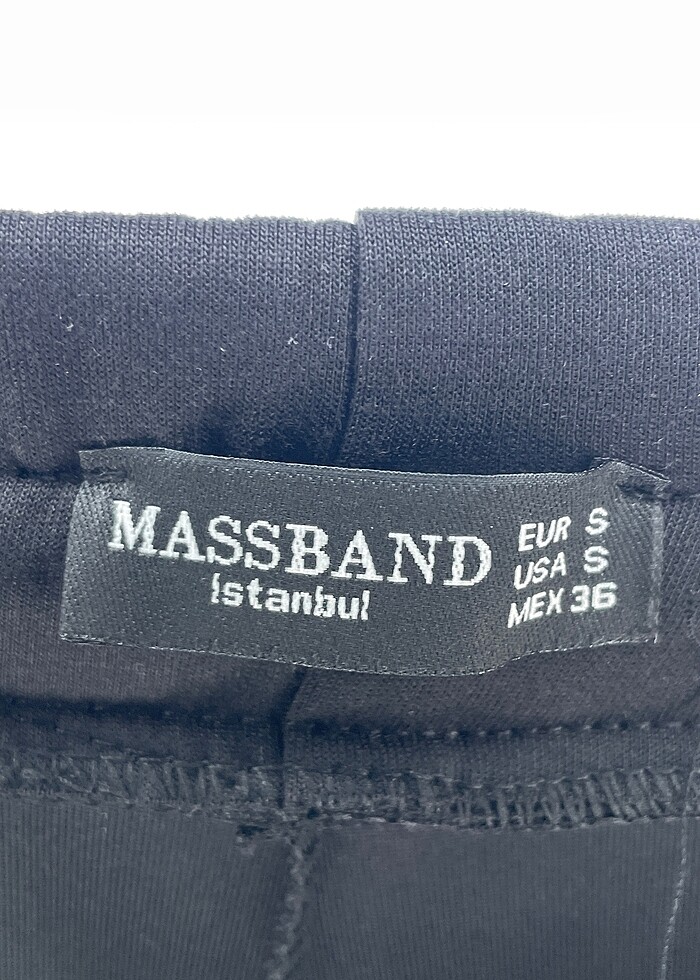 MASSBAND
Istanbul
EUR S
USA S
MEX 36